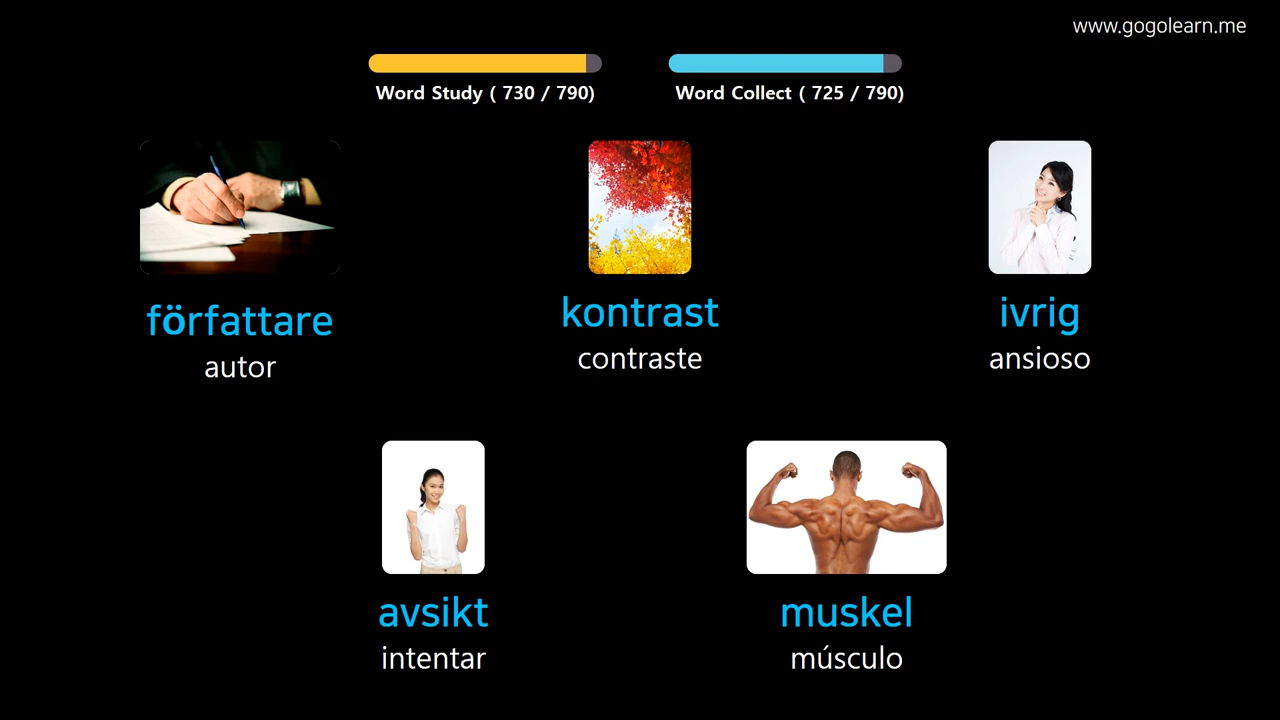 www.gogolearn.me
Word Study ( 730 / 790)
Word Collect ( 725 / 790)
författare
autor
kontrast
contraste
ivrig
ansioso
avsikt
intentar
muskel
músculo